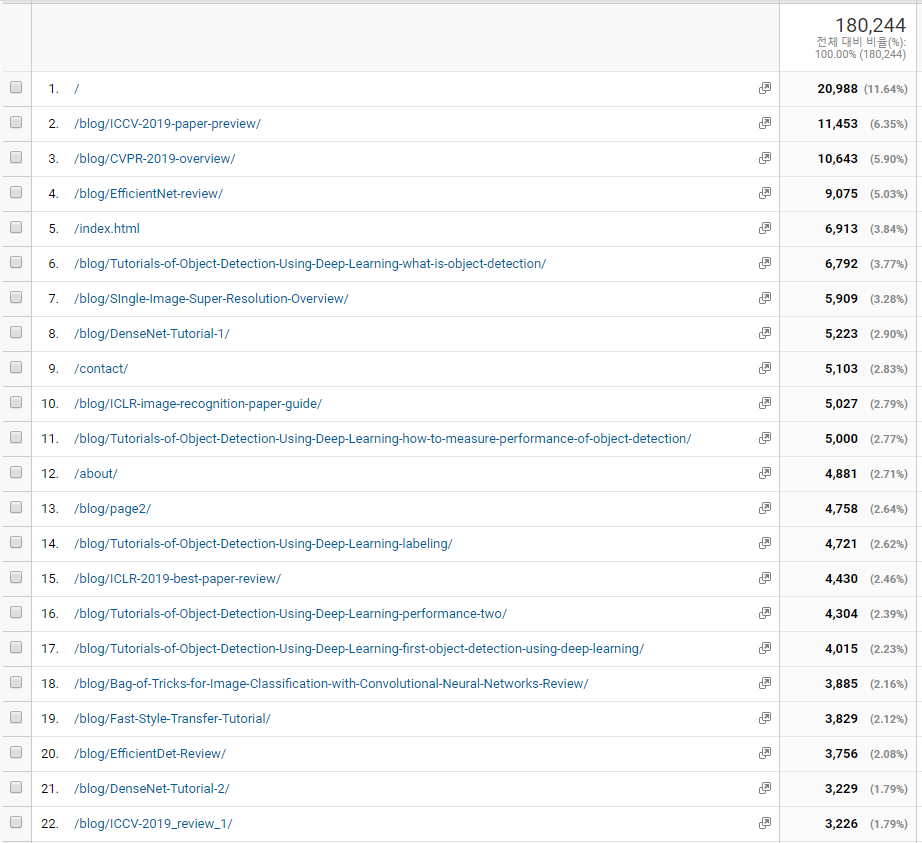 180,244
전체 대비 비율(%):
100.00% (180,244)
1. / 20,988 (11.64%)
2. /blog/ICCV-2019-paper-preview/ 11,453 (6.35%)
3. /blog/CVPR-2019-overview/ 10,643 (5.90%)
4. /blog/EfficientNet-review/ 9,075 (5.03%)
5. /index.html 6,913 (3.84%)
6. /blog/Tutorials-of-Object-Detection-Using-Deep-Learning-what-is-object-detection/ 6,792 (3.77%)
7. /blog/SIngle-Image-Super-Resolution-Overview/ 5,909 (3.28%)
8. /blog/DenseNet-Tutorial-1/ 5,223 (2.90%)
9. /contact/ 5,103 (2.83%)
10. /blog/ICLR-image-recognition-paper-guide/ 5,027 (2.79%)
11. /blog/Tutorials-of-Object-Detection-Using-Deep-Learning-how-to-measure-performance-of-object-detection/ 5,000 (2.77%)
12. /about/ 4,881 (2.71%)
13. /blog/page2/ 4,758 (2.64%)
14. /blog/Tutorials-of-Object-Detection-Using-Deep-Learning-labeling/ 4,721 (2.62%)
15. /blog/ICLR-2019-best-paper-review/ 4,430 (2.46%)
16. /blog/Tutorials-of-Object-Detection-Using-Deep-Learning-performance-two/ 4,304 (2.39%)
17. /blog/Tutorials-of-Object-Detection-Using-Deep-Learning-first-object-detection-using-deep-learning/ 4,015 (2.23%)
18. /blog/Bag-of-Tricks-for-Image-Classification-with-Convolutional-Neural-Networks-Review/ 3,885 (2.16%)
19. /blog/Fast-Style-Transfer-Tutorial/ 3,829 (2.12%)
20. /blog/EfficientDet-Review/ 3,756 (2.08%)
21. /blog/DenseNet-Tutorial-2/ 3,229 (1.79%)
22. /blog/ICCV-2019_review_1/ 3,226 (1.79%)